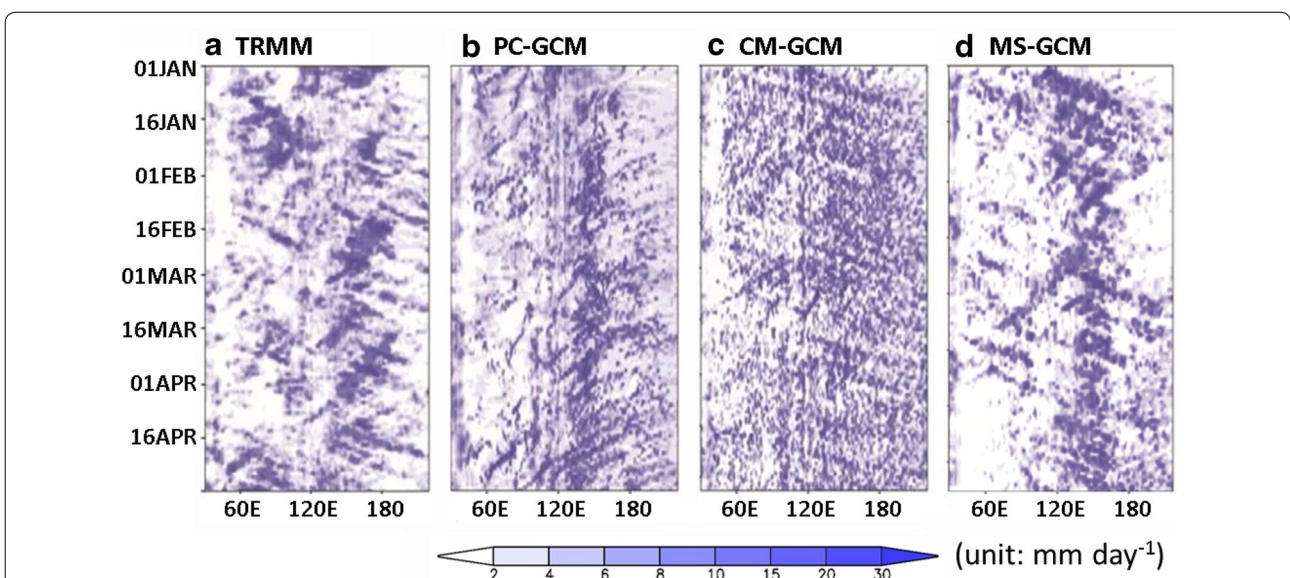 a TRMM b PC-GCM c CM-GCM d MS-GCM
01JAN
16JAN
01FEB
16FEB
01MAR
16MAR
01APR
16APR
60E 120E 180 60E 120E 180 60E 120E 180 60E 120E 180
(unit: mm day-1)
2 4 6 8 10 15 20 30